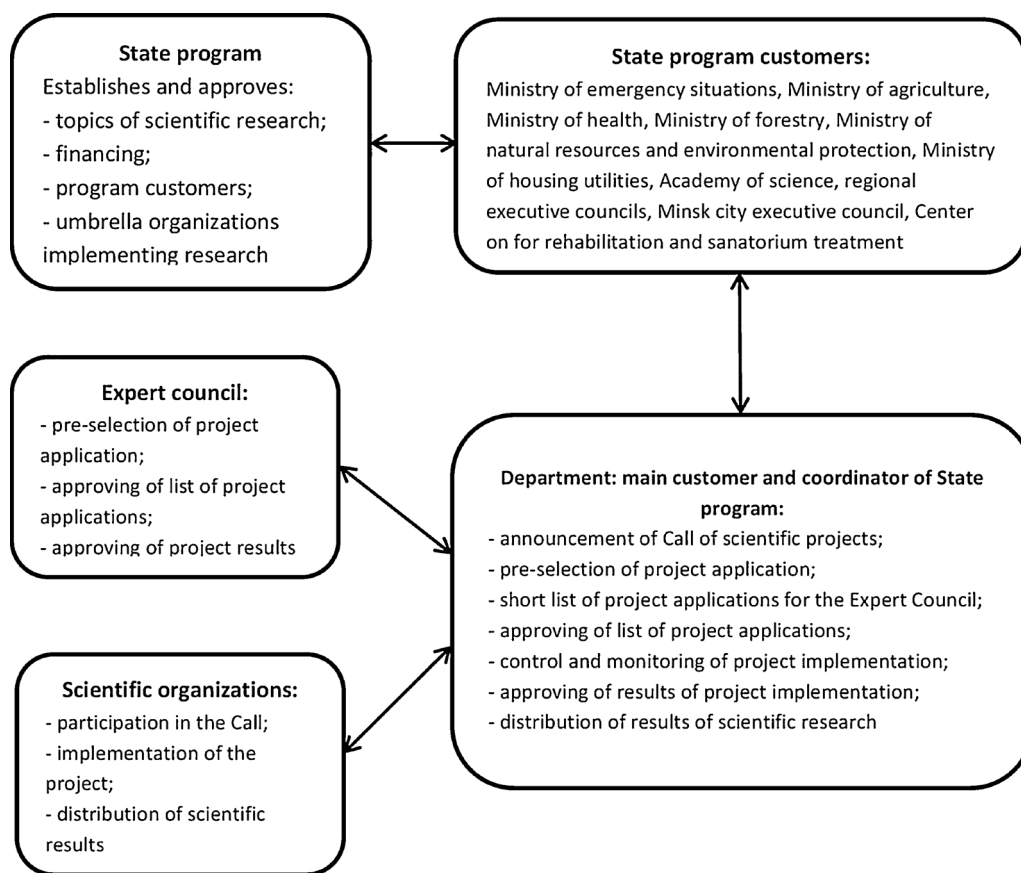 State program
Establishes and approves:
- topics of scientific research;
- financing;
- program customers;
- umbrella organizations
implementing research
State program customers:
Ministry of emergency situations, Ministry of agriculture,
Ministry of health, Ministry of forestry, Ministry of
natural resources and environmental protection, Ministry
of housing utilities, Academy of science, regional
executive councils, Minsk city executive council, Center
on for rehabilitation and sanatorium treatment
Expert council:
- pre-selection of project
application;
- approving of list of project
applications;
- approving of project results
Department: main customer and coordinator of State
program:
- announcement of Call of scientific projects;
- pre-selection of project application;
- short list of project applications for the Expert Council;
- approving of list of project applications;
- control and monitoring of project implementation;
- approving of results of project implementation;
- distribution of results of scientific research
Scientific organizations:
- participation in the Call;
- implementation of the
project;
- distribution of scientific
results